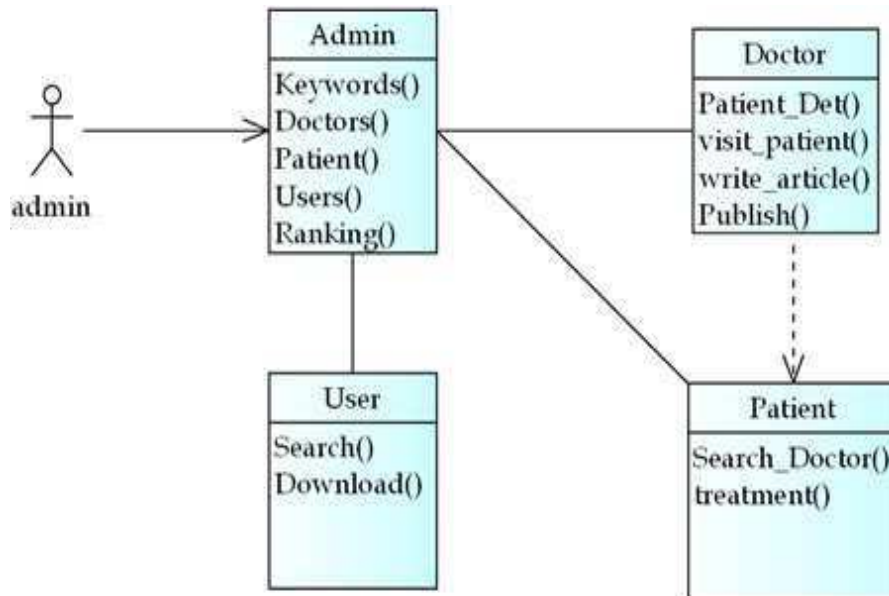 Admin
Keywords()
Doctors()
Patient()
Users()
Ranking()
admin
Doctor
Patient_Det()
visit_patient()
write_article()
Publish()
User
Search()
Download()
Patient
Search_Doctor()
treatment()